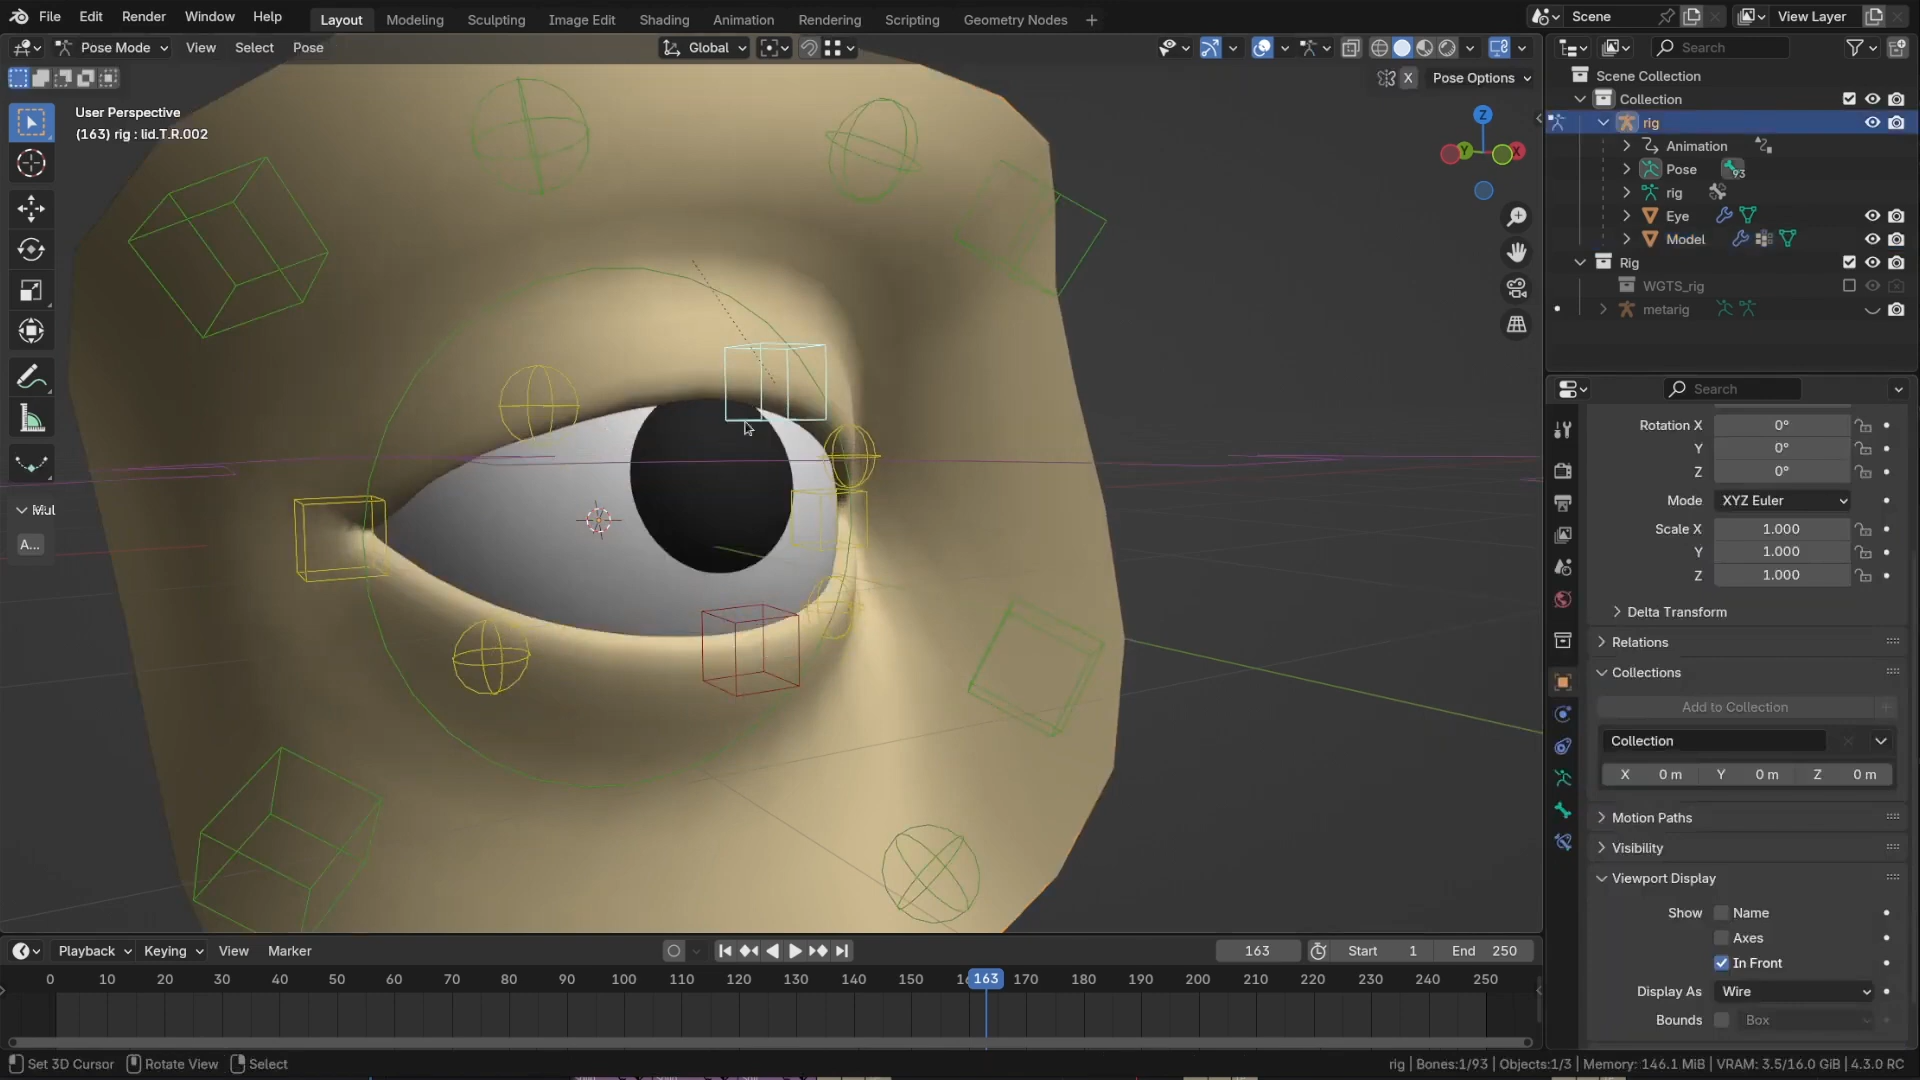 File Edit Render Window Help Layout Modeling Sculpting Image Edit Shading Animation Rendering Scripting Geometry Nodes Scene View Layer
Pose Mode View Select Pose Global Search
X Pose Options
Scene Collection
User Perspective
(163) rig : lid.T.R.002
Collection
rig
Animation
Pose 93
rig
Eye
Model
Rig
WGTS_rig
metarig
Z
Y X
Search
Rotation X 0°
Y 0°
Z 0°
Mode XYZ Euler
Scale X 1.000
Y 1.000
Z 1.000
Delta Transform
Relations
Collections
Add to Collection
Collection
X 0 m Y 0 m Z 0 m
Motion Paths
Visibility
Viewport Display
Show Name
Axes
In Front
Display As Wire
Bounds Box
A...
Playback Keying View Marker 163 Start 1 End 250
0 10 20 30 40 50 60 70 80 90 100 110 120 130 140 150 163 170 180 190 200 210 220 230 240 250
Set 3D Cursor Rotate View Select rig | Bones:1/93 | Objects:1/3 | Memory: 146.1 MiB | VRAM: 3.5/16.0 GiB | 4.3.0 RC